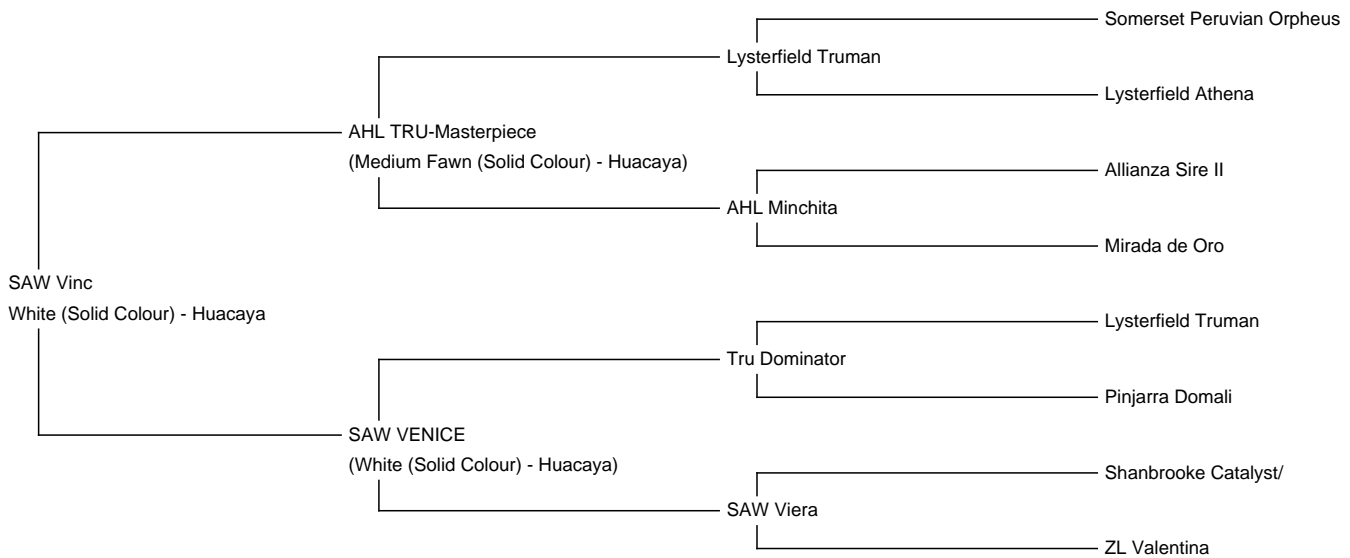 Somerset Peruvian Orpheus
Lysterfield Truman
Lysterfield Athena
AHL TRU-Masterpiece
(Medium Fawn (Solid Colour) - Huacaya)
Allianza Sire II
AHL Minchita
Mirada de Oro
SAW Vinc
White (Solid Colour) - Huacaya
Lysterfield Truman
Tru Dominator
Pinjarra Domali
SAW VENICE
(White (Solid Colour) - Huacaya)
Shanbrooke Catalyst/
SAW Viera
ZL Valentina